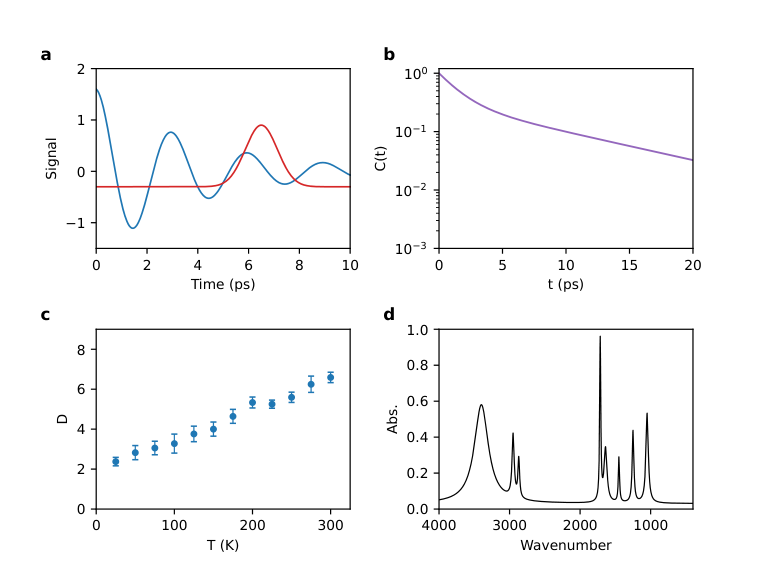 a
2
1
0
−1
Signal
0 2 4 6 8 10
Time (ps)
b
10⁰
10⁻¹
10⁻²
10⁻³
C(t)
0 5 10 15 20
t (ps)
c
8
6
4
2
0
D
0 100 200 300
T (K)
d
1.0
0.8
0.6
0.4
0.2
0.0
Abs.
4000 3000 2000 1000
Wavenumber